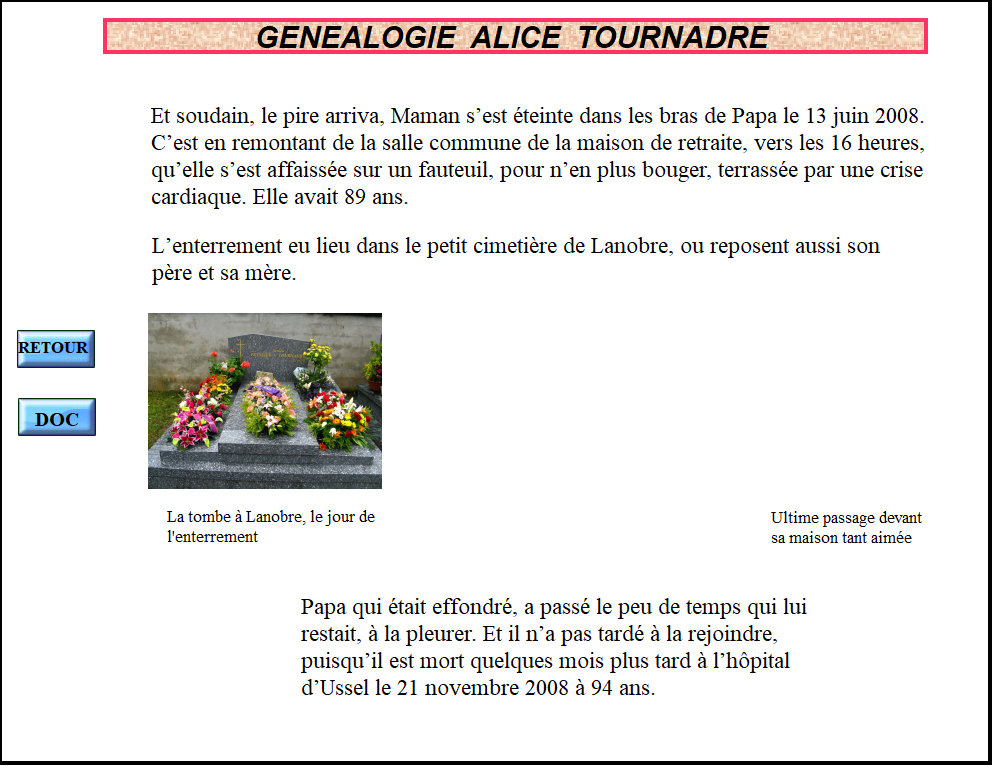 GENEALOGIE ALICE TOURNADRE
Et soudain, le pire arriva, Maman s’est éteinte dans les bras de Papa le 13 juin 2008.
C’est en remontant de la salle commune de la maison de retraite, vers les 16 heures,
qu’elle s’est affaissée sur un fauteuil, pour n’en plus bouger, terrassée par une crise
cardiaque. Elle avait 89 ans.
L’enterrement eu lieu dans le petit cimetière de Lanobre, ou reposent aussi son
père et sa mère.
RETOUR
DOC
La tombe à Lanobre, le jour de
l'enterrement
Ultime passage devant
sa maison tant aimée
Papa qui était effondré, a passé le peu de temps qui lui
restait, à la pleurer. Et il n’a pas tardé à la rejoindre,
puisqu’il est mort quelques mois plus tard à l’hôpital
d’Ussel le 21 novembre 2008 à 94 ans.